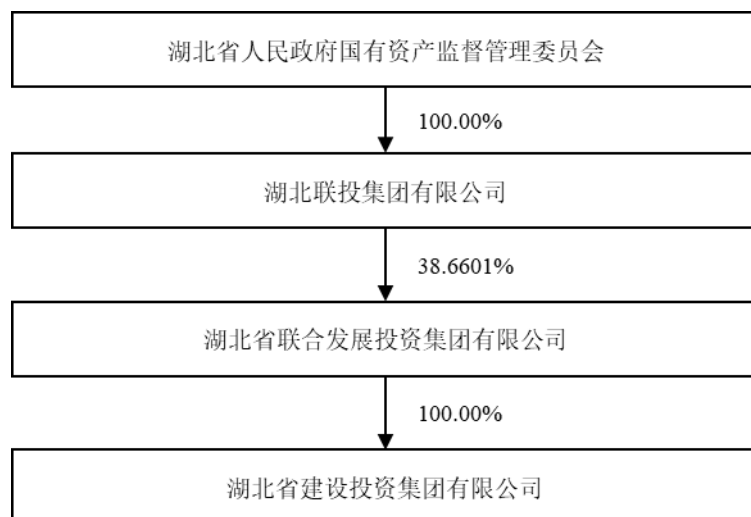 湖北省人民政府国有资产监督管理委员会
100.00%
湖北联投集团有限公司
38.6601%
湖北省联合发展投资集团有限公司
100.00%
湖北省建设投资集团有限公司